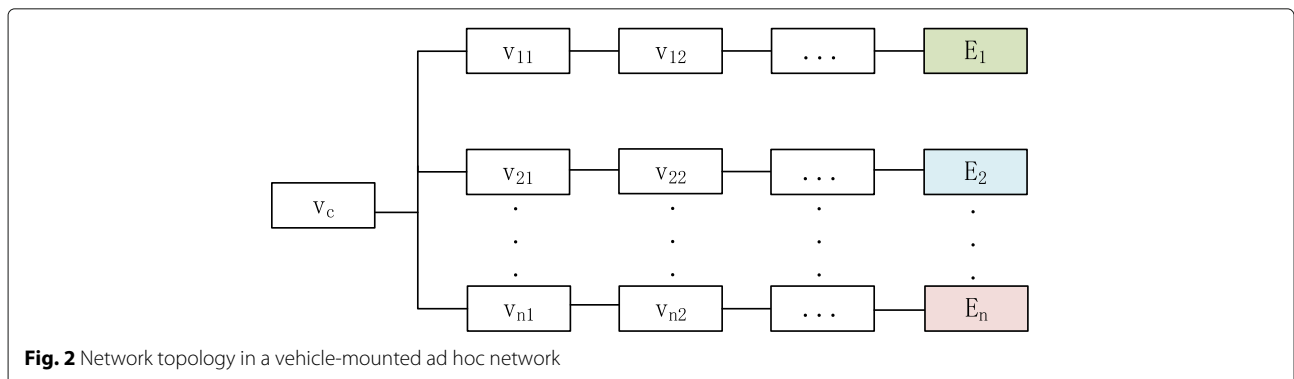 v₁₁ v₁₂ ... E₁
v₂₁ v₂₂ ... E₂
v_c
vₙ₁ vₙ₂ ... Eₙ
Fig. 2 Network topology in a vehicle-mounted ad hoc network